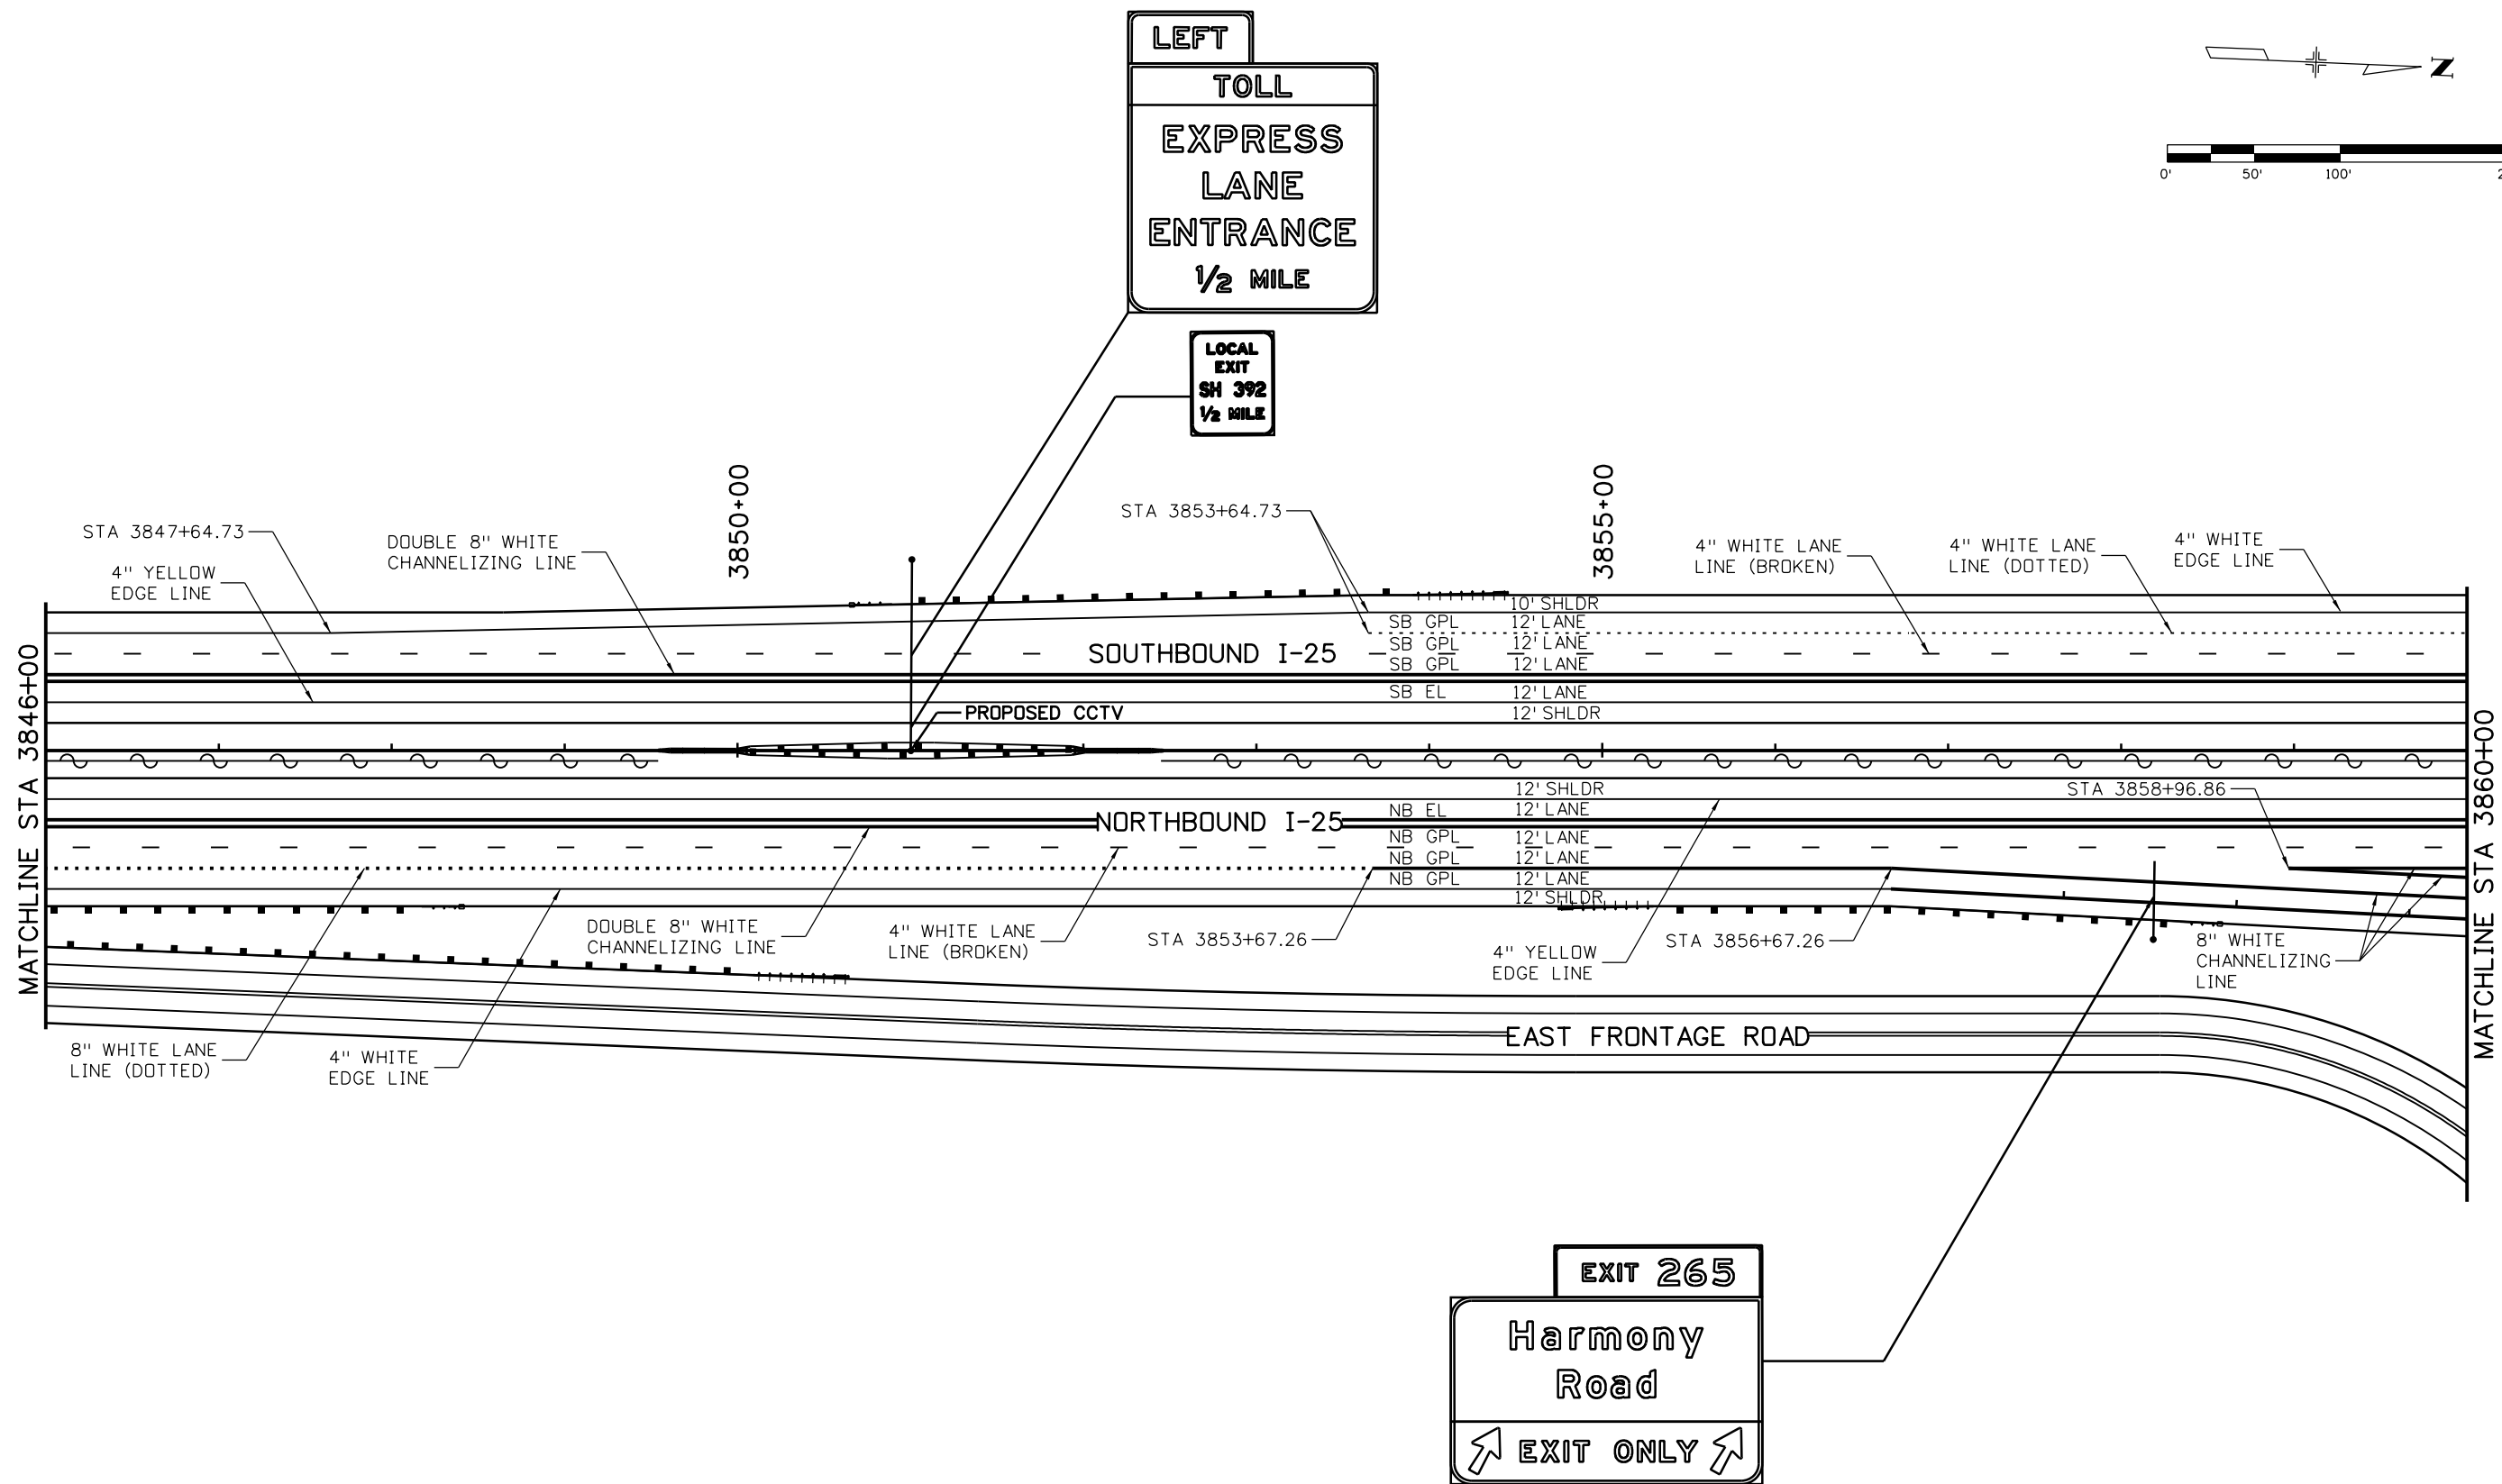 LEFT
TOLL
EXPRESS
LANE
ENTRANCE
1/2 MILE
N
0' 50' 100'
LOCAL
EXIT
SH 392
1/2 MILE
3850+00
3855+00
STA 3847+64.73
4" YELLOW
EDGE LINE
DOUBLE 8" WHITE
CHANNELIZING LINE
STA 3853+64.73
4" WHITE LANE
LINE (BROKEN)
4" WHITE LANE
LINE (DOTTED)
4" WHITE
EDGE LINE
MATCHLINE STA 3846+00
10' SHLDR
SB GPL 12' LANE
SB GPL 12' LANE
SOUTHBOUND I-25
SB GPL 12' LANE
SB EL 12' LANE
PROPOSED CCTV
12' SHLDR
12' SHLDR
STA 3858+96.86
NB EL 12' LANE
NORTHBOUND I-25
NB GPL 12' LANE
NB GPL 12' LANE
NB GPL 12' LANE
12' SHLDR
MATCHLINE STA 3860+00
DOUBLE 8" WHITE
CHANNELIZING LINE
4" WHITE LANE
LINE (BROKEN)
STA 3853+67.26
4" YELLOW
EDGE LINE
STA 3856+67.26
8" WHITE
CHANNELIZING
LINE
EAST FRONTAGE ROAD
8" WHITE LANE
LINE (DOTTED)
4" WHITE
EDGE LINE
EXIT 265
Harmony
Road
EXIT ONLY